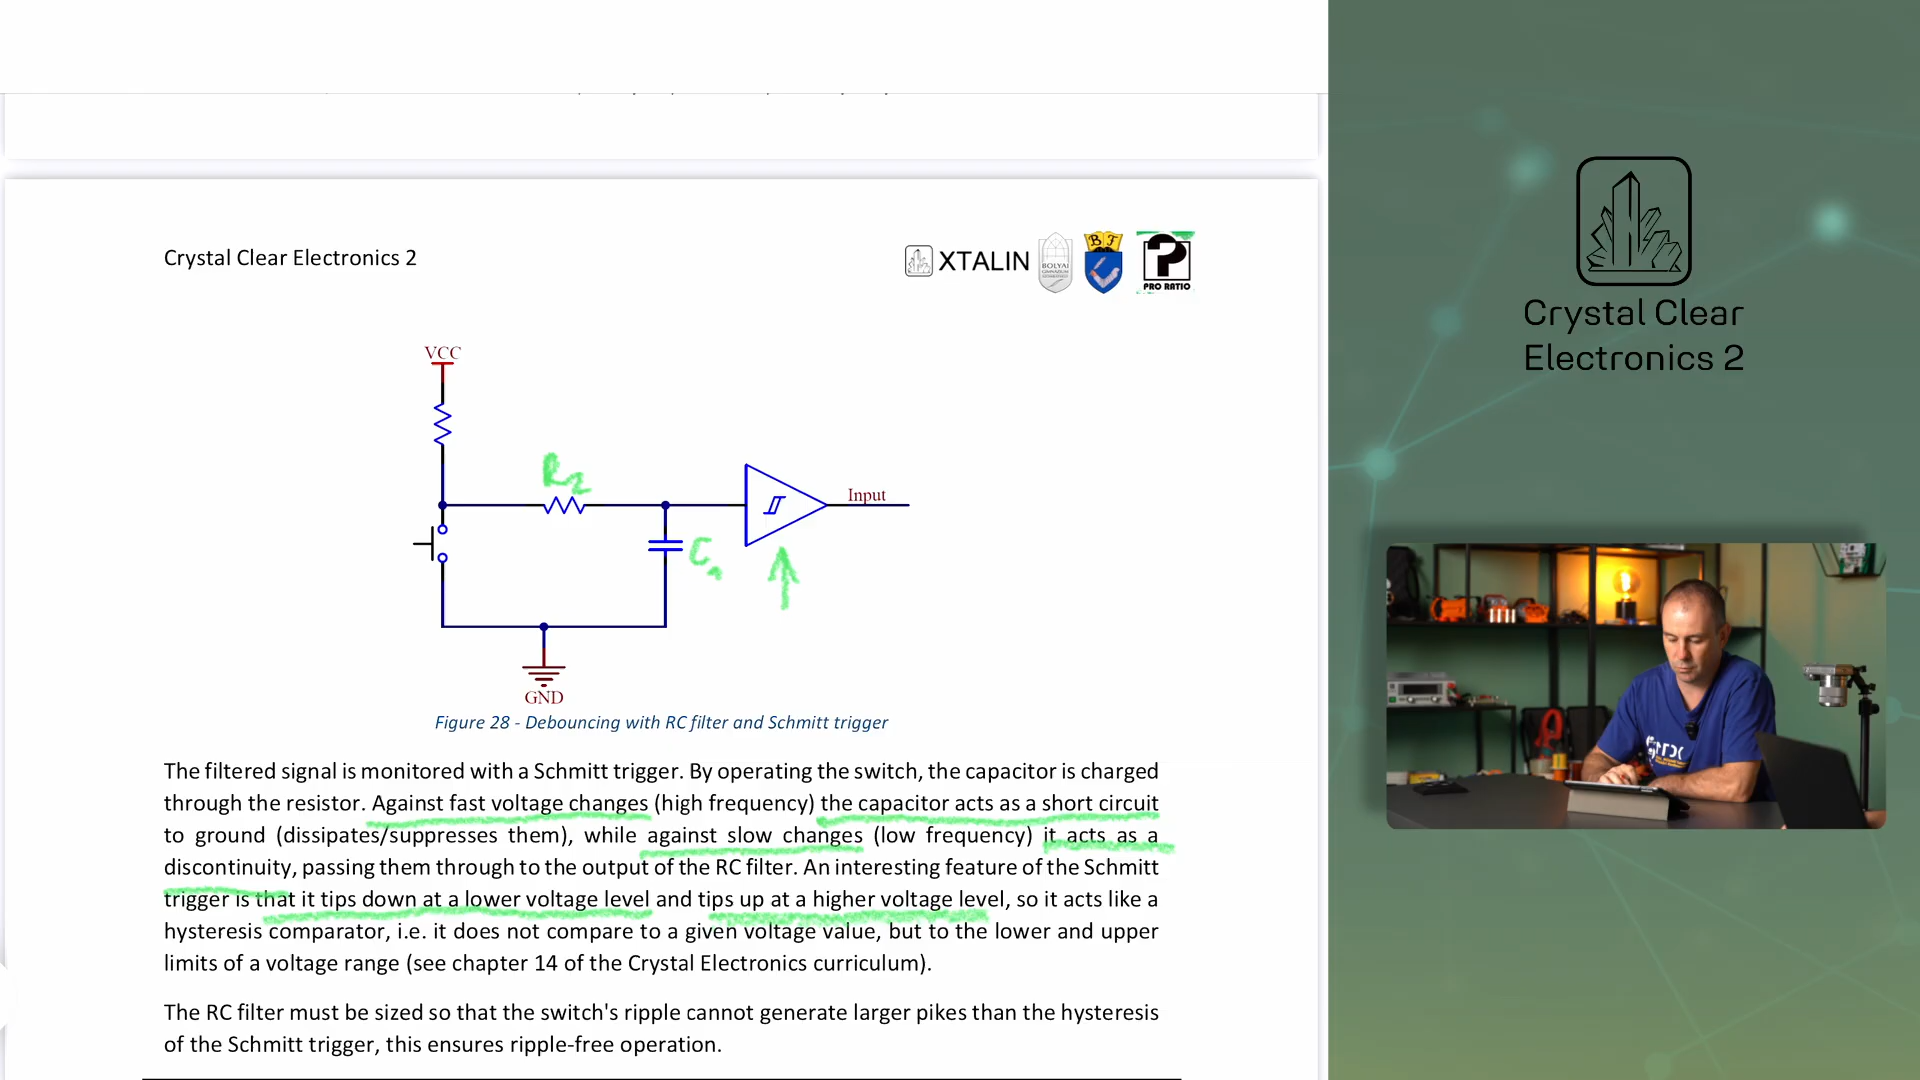 Crystal Clear Electronics 2
XTALIN
BOLYAI
B F
PRO RATIO
VCC
R2
Input
C1
GND
Figure 28 - Debouncing with RC filter and Schmitt trigger
The filtered signal is monitored with a Schmitt trigger. By operating the switch, the capacitor is charged
through the resistor. Against fast voltage changes (high frequency) the capacitor acts as a short circuit
to ground (dissipates/suppresses them), while against slow changes (low frequency) it acts as a
discontinuity, passing them through to the output of the RC filter. An interesting feature of the Schmitt
trigger is that it tips down at a lower voltage level and tips up at a higher voltage level, so it acts like a
hysteresis comparator, i.e. it does not compare to a given voltage value, but to the lower and upper
limits of a voltage range (see chapter 14 of the Crystal Electronics curriculum).
The RC filter must be sized so that the switch's ripple cannot generate larger pikes than the hysteresis
of the Schmitt trigger, this ensures ripple-free operation.
Crystal Clear
Electronics 2